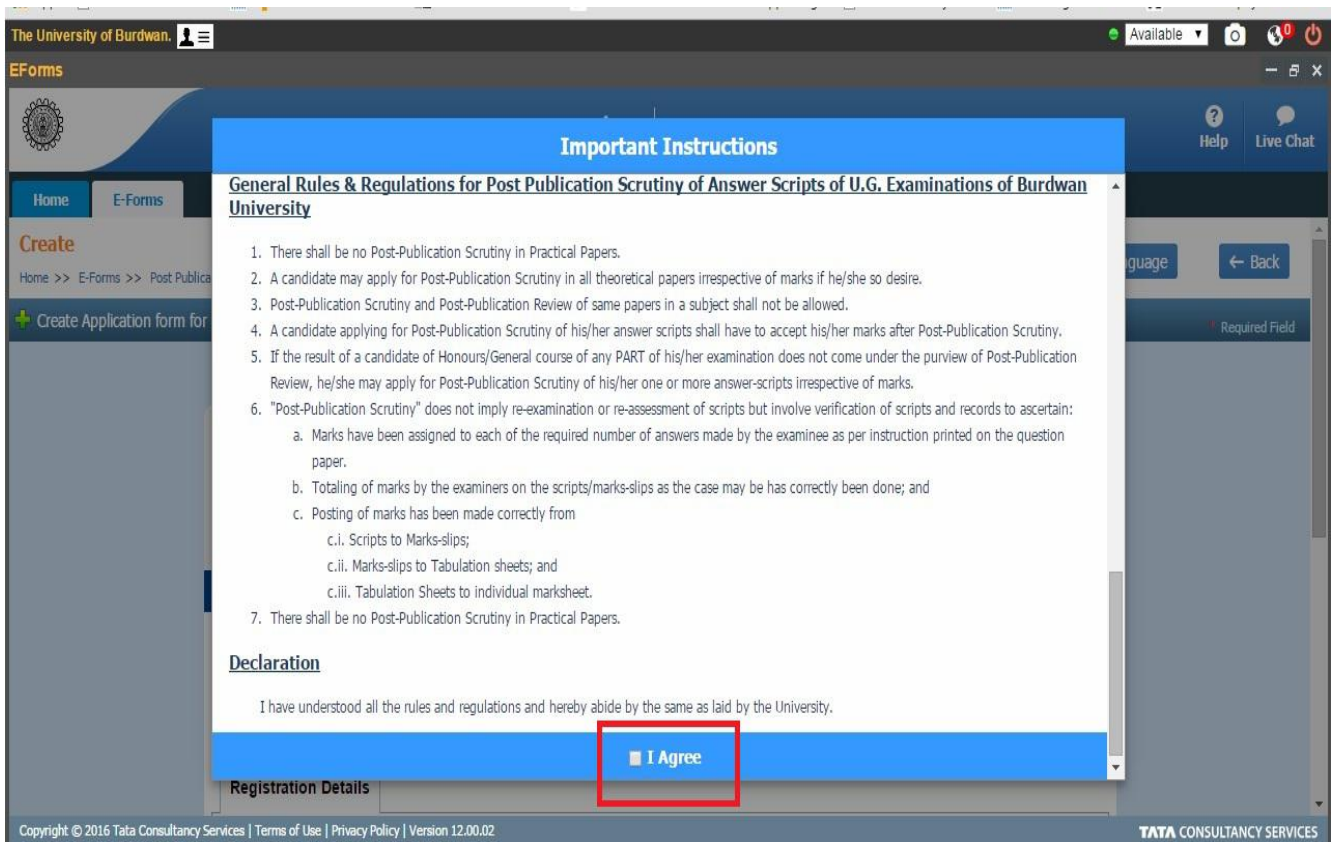 The University of Burdwan.
Available
0
EForms
Help
Live Chat
Important Instructions
Home
E-Forms
General Rules & Regulations for Post Publication Scrutiny of Answer Scripts of U.G. Examinations of Burdwan
University
Create
Home >> E-Forms >> Post Publica
nguage
← Back
Create Application form for
* Required Field
1. There shall be no Post-Publication Scrutiny in Practical Papers.
2. A candidate may apply for Post-Publication Scrutiny in all theoretical papers irrespective of marks if he/she so desire.
3. Post-Publication Scrutiny and Post-Publication Review of same papers in a subject shall not be allowed.
4. A candidate applying for Post-Publication Scrutiny of his/her answer scripts shall have to accept his/her marks after Post-Publication Scrutiny.
5. If the result of a candidate of Honours/General course of any PART of his/her examination does not come under the purview of Post-Publication
Review, he/she may apply for Post-Publication Scrutiny of his/her one or more answer-scripts irrespective of marks.
6. "Post-Publication Scrutiny" does not imply re-examination or re-assessment of scripts but involve verification of scripts and records to ascertain:
a. Marks have been assigned to each of the required number of answers made by the examinee as per instruction printed on the question
paper.
b. Totaling of marks by the examiners on the scripts/marks-slips as the case may be has correctly been done; and
c. Posting of marks has been made correctly from
c.i. Scripts to Marks-slips;
c.ii. Marks-slips to Tabulation sheets; and
c.iii. Tabulation Sheets to individual marksheet.
7. There shall be no Post-Publication Scrutiny in Practical Papers.
Declaration
I have understood all the rules and regulations and hereby abide by the same as laid by the University.
I Agree
Registration Details
Copyright © 2016 Tata Consultancy Services | Terms of Use | Privacy Policy | Version 12.00.02
TATA CONSULTANCY SERVICES